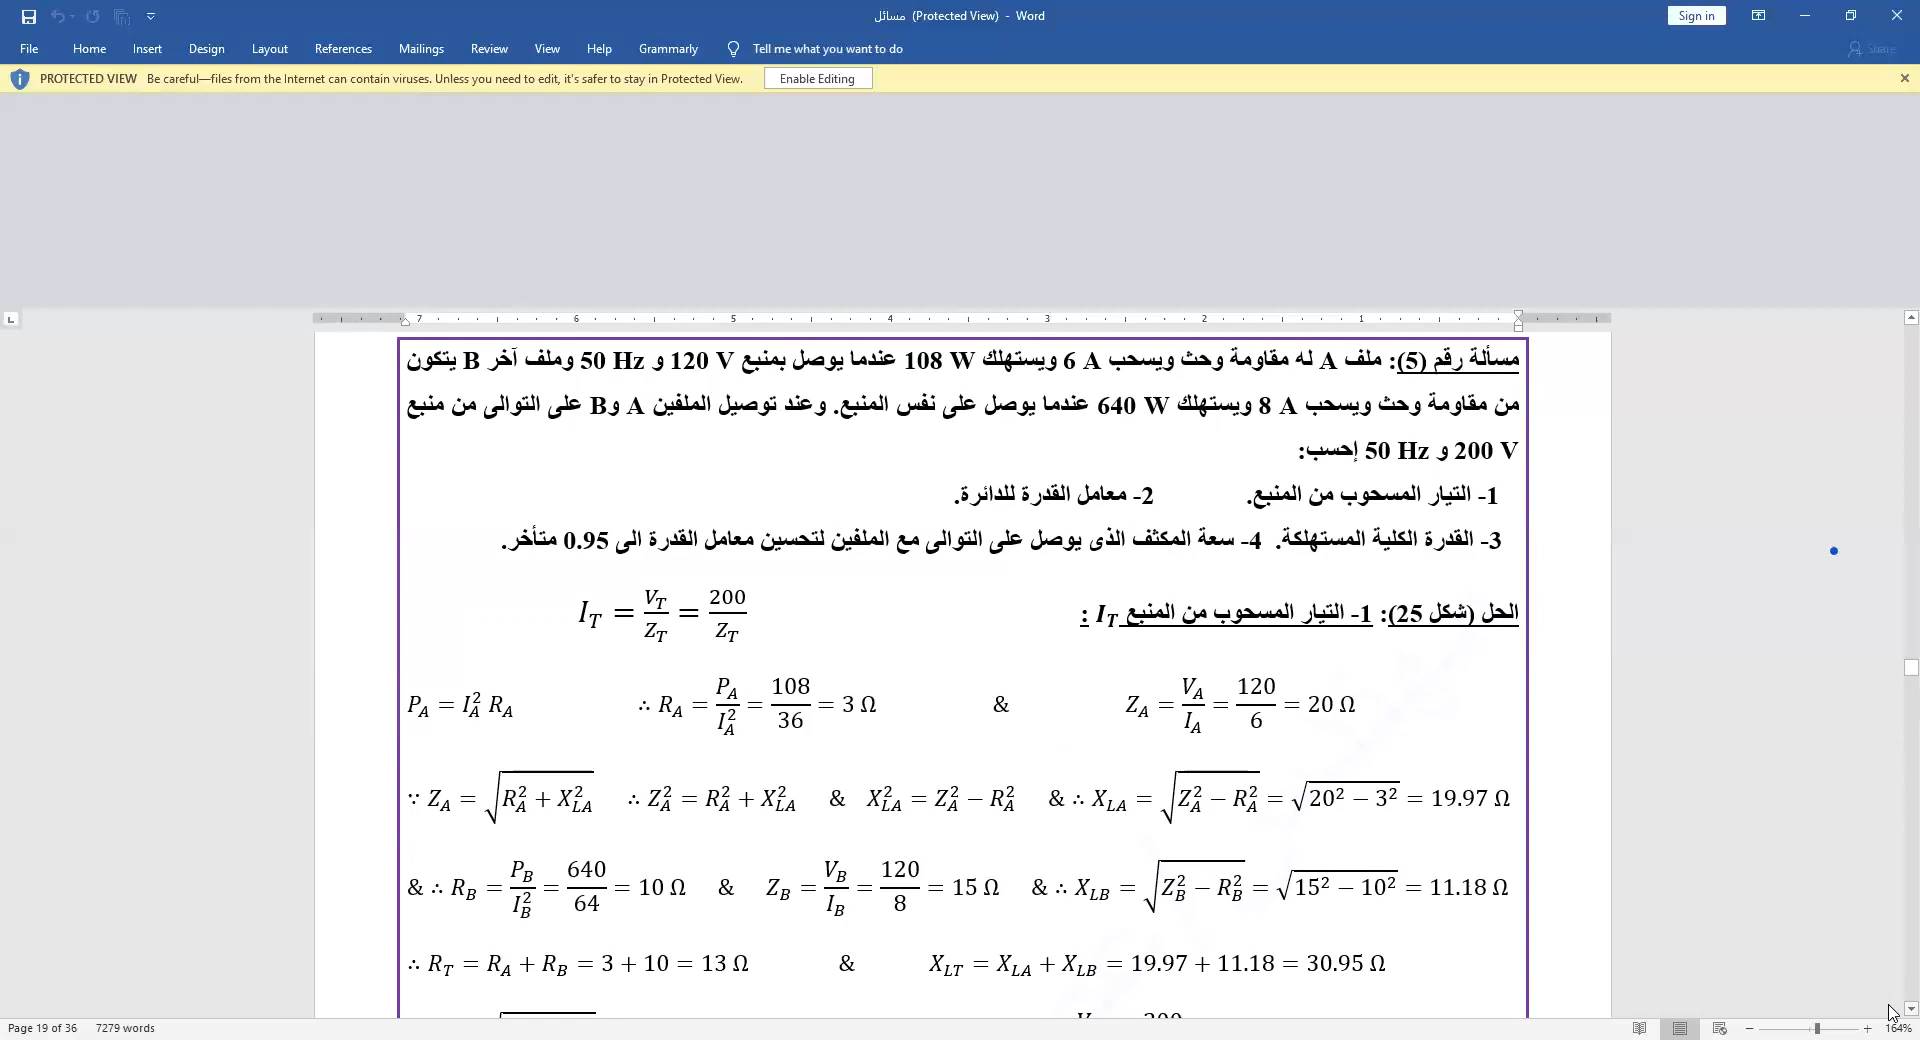 مسائل (Protected View) - Word
Sign in
File Home Insert Design Layout References Mailings Review View Help Grammarly Tell me what you want to do Share
PROTECTED VIEW Be careful—files from the Internet can contain viruses. Unless you need to edit, it's safer to stay in Protected View. Enable Editing
7 6 5 4 3 2 1
مسألة رقم (5): ملف A له مقاومة وحث ويسحب 6 A ويستهلك 108 W عندما يوصل بمنبع 120 V و 50 Hz وملف آخر B يتكون
من مقاومة وحث ويسحب 8 A ويستهلك 640 W عندما يوصل على نفس المنبع. وعند توصيل الملفين A وB على التوالى من منبع
200 V و 50 Hz إحسب:
1- التيار المسحوب من المنبع. 2- معامل القدرة للدائرة.
3- القدرة الكلية المستهلكة. 4- سعة المكثف الذى يوصل على التوالى مع الملفين لتحسين معامل القدرة الى 0.95 متأخر.
الحل (شكل 25): 1- التيار المسحوب من المنبع I_T : I_T = V_T/Z_T = 200/Z_T
P_A = I_A^2 R_A ∴ R_A = P_A/I_A^2 = 108/36 = 3 Ω & Z_A = V_A/I_A = 120/6 = 20 Ω
∵ Z_A = √(R_A^2 + X_LA^2) ∴ Z_A^2 = R_A^2 + X_LA^2 & X_LA^2 = Z_A^2 − R_A^2 & ∴ X_LA = √(Z_A^2 − R_A^2) = √(20² − 3²) = 19.97 Ω
& ∴ R_B = P_B/I_B^2 = 640/64 = 10 Ω & Z_B = V_B/I_B = 120/8 = 15 Ω & ∴ X_LB = √(Z_B^2 − R_B^2) = √(15² − 10²) = 11.18 Ω
∴ R_T = R_A + R_B = 3 + 10 = 13 Ω & X_LT = X_LA + X_LB = 19.97 + 11.18 = 30.95 Ω
Page 19 of 36 7279 words 164%